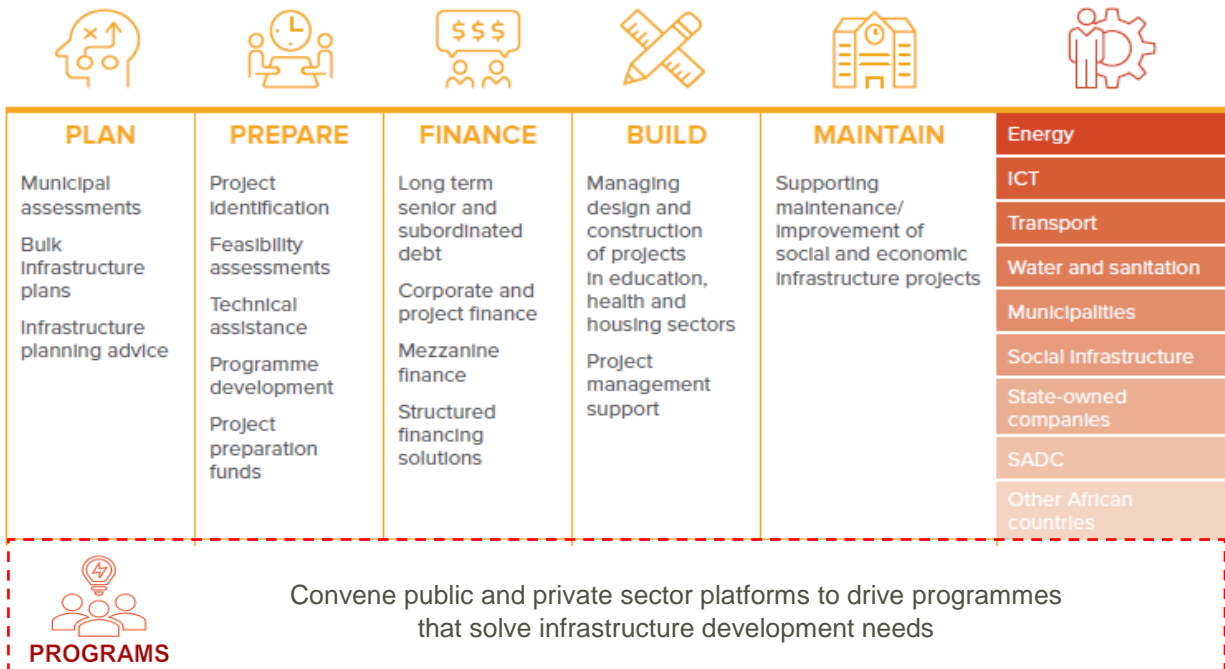 $$$
PLAN
Municipal
assessments
Bulk
infrastructure
plans
Infrastructure
planning advice
PREPARE
Project
identification
Feasibility
assessments
Technical
assistance
Programme
development
Project
preparation
funds
FINANCE
Long term
senior and
subordinated
debt
Corporate and
project finance
Mezzanine
finance
Structured
financing
solutions
BUILD
Managing
design and
construction
of projects
in education,
health and
housing sectors
Project
management
support
MAINTAIN
Supporting
maintenance/
improvement of
social and economic
infrastructure projects
Energy
ICT
Transport
Water and sanitation
Municipalities
Social infrastructure
State-owned
companies
SADC
Other African
countries
PROGRAMS
Convene public and private sector platforms to drive programmes
that solve infrastructure development needs